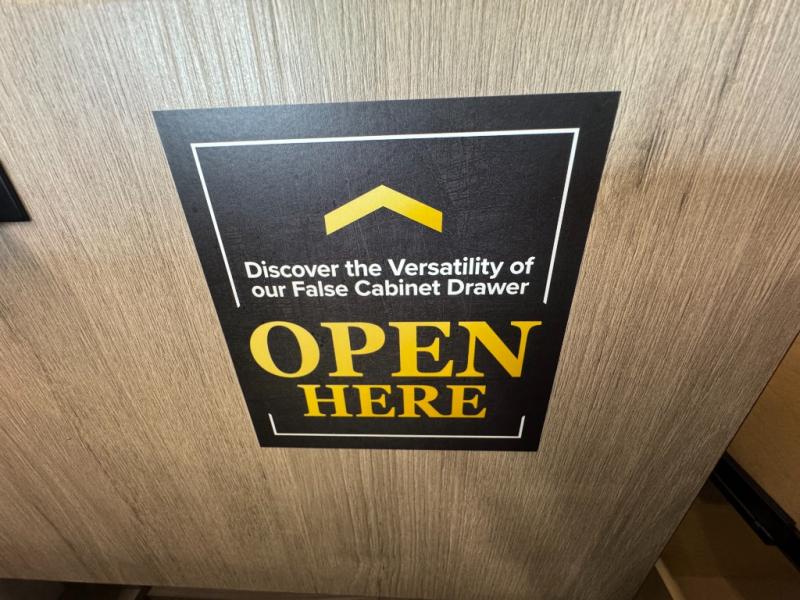 Discover the Versatility of
our False Cabinet Drawer
OPEN
HERE